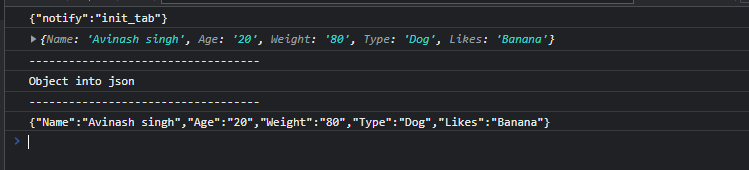 {"notify":"init_tab"}
{Name: 'Avinash singh', Age: '20', Weight: '80', Type: 'Dog', Likes: 'Banana'}
-----------------------------------
Object into json
-----------------------------------
{"Name":"Avinash singh","Age":"20","Weight":"80","Type":"Dog","Likes":"Banana"}